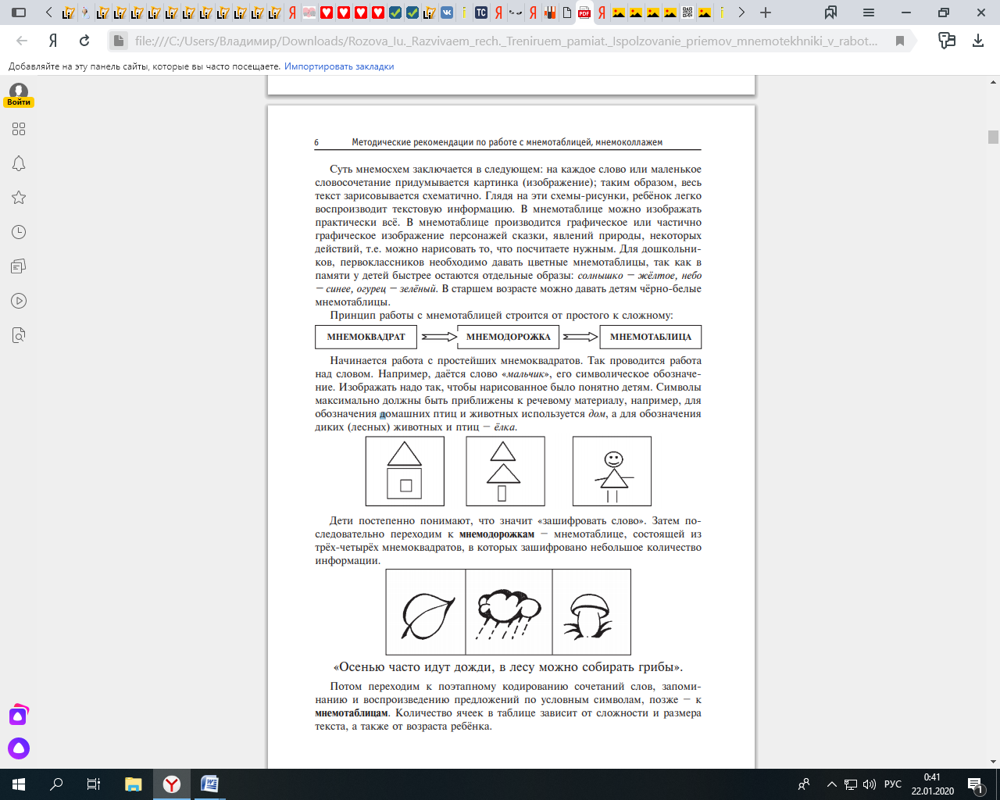 file:///C:/Users/Владимир/Downloads/Rozova_Iu._Razvivaem_rech._Treniruem_pamiat._Ispolzovanie_priemov_mnemotekhniki_v_rabot...
Добавляйте на эту панель сайты, которые вы часто посещаете. Импортировать закладки
Войти
6 Методические рекомендации по работе с мнемотаблицей, мнемоколлажем
Суть мнемосхем заключается в следующем: на каждое слово или маленькое
словосочетание придумывается картинка (изображение); таким образом, весь
текст зарисовывается схематично. Глядя на эти схемы-рисунки, ребёнок легко
воспроизводит текстовую информацию. В мнемотаблице можно изображать
практически всё. В мнемотаблице производится графическое или частично
графическое изображение персонажей сказки, явлений природы, некоторых
действий, т.е. можно нарисовать то, что посчитаете нужным. Для дошкольни-
ков, первоклассников необходимо давать цветные мнемотаблицы, так как в
памяти у детей быстрее остаются отдельные образы: солнышко – жёлтое, небо
– синее, огурец – зелёный. В старшем возрасте можно давать детям чёрно-белые
мнемотаблицы.
Принцип работы с мнемотаблицей строится от простого к сложному:
МНЕМОКВАДРАТ МНЕМОДОРОЖКА МНЕМОТАБЛИЦА
Начинается работа с простейших мнемоквадратов. Так проводится работа
над словом. Например, даётся слово «мальчик», его символическое обозначе-
ние. Изображать надо так, чтобы нарисованное было понятно детям. Символы
максимально должны быть приближены к речевому материалу, например, для
обозначения домашних птиц и животных используется дом, а для обозначения
диких (лесных) животных и птиц – ёлка.
Дети постепенно понимают, что значит «зашифровать слово». Затем по-
следовательно переходим к мнемодорожкам – мнемотаблице, состоящей из
трёх-четырёх мнемоквадратов, в которых зашифровано небольшое количество
информации.
«Осенью часто идут дожди, в лесу можно собирать грибы».
Потом переходим к поэтапному кодированию сочетаний слов, запоми-
нанию и воспроизведению предложений по условным символам, позже – к
мнемотаблицам. Количество ячеек в таблице зависит от сложности и размера
текста, а также от возраста ребёнка.
РУС
0:41
22.01.2020
1